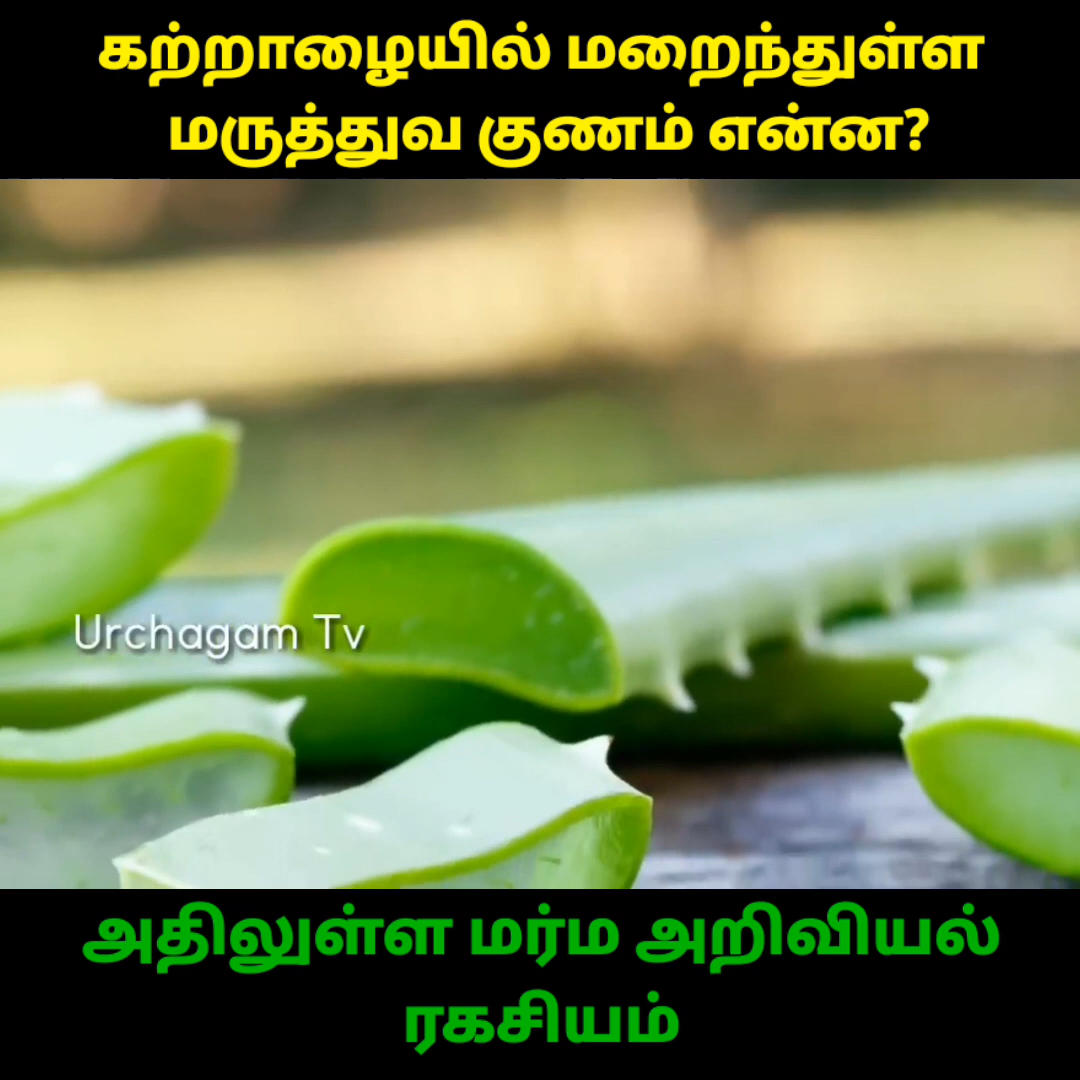 கற்றாழையில் மறைந்துள்ள
மருத்துவ குணம் என்ன?
Urchagam Tv
அதிலுள்ள மர்ம அறிவியல்
ரகசியம்